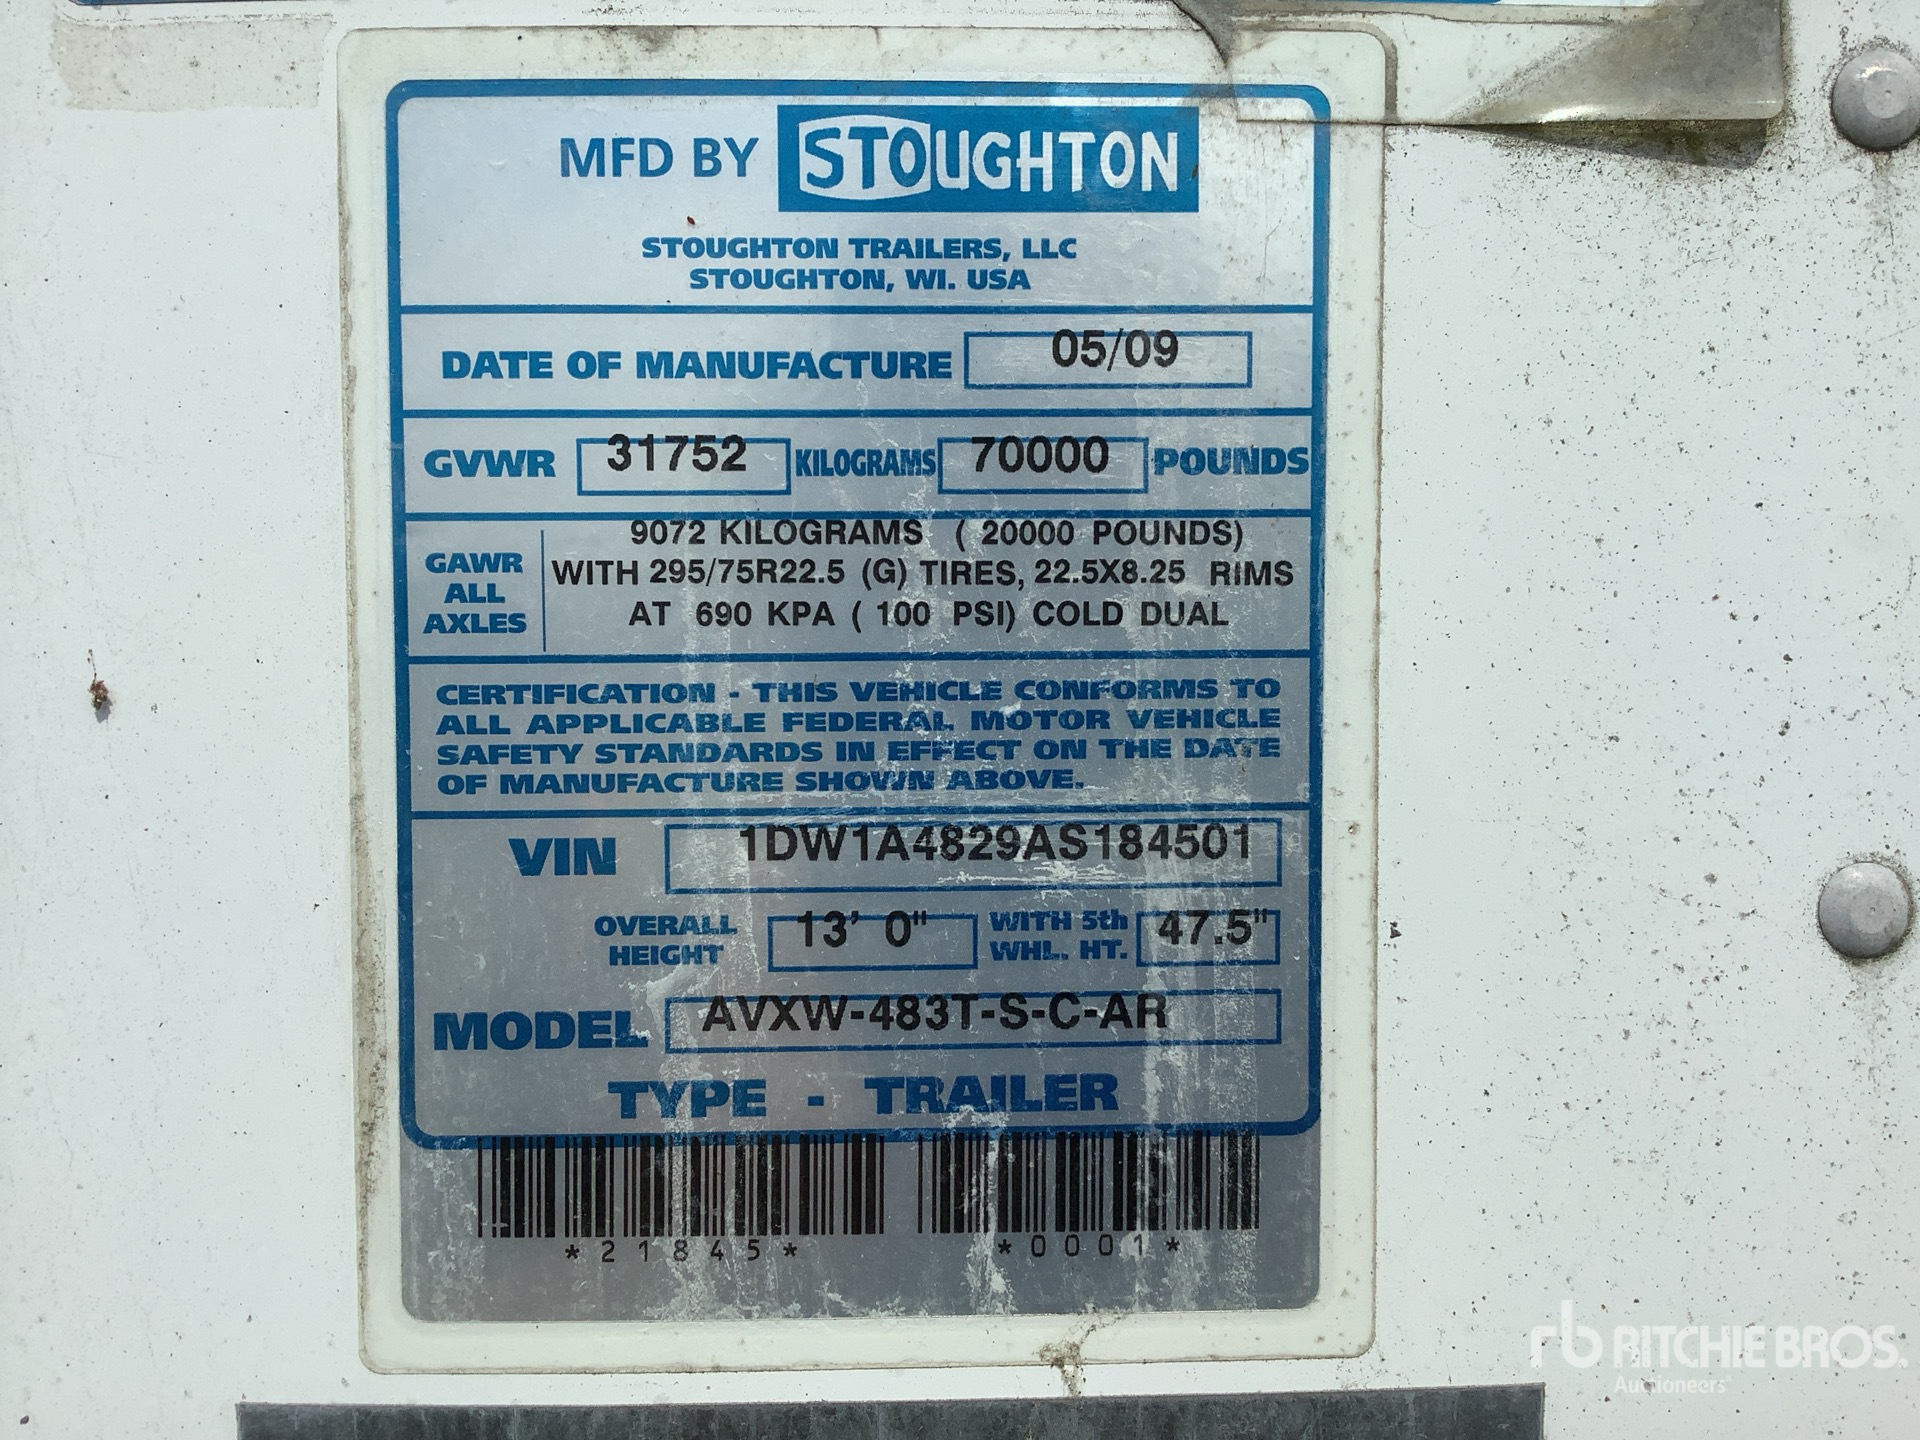 MFD BY STOUGHTON
STOUGHTON TRAILERS, LLC
STOUGHTON, WI. USA
DATE OF MANUFACTURE 05/09
GVWR 31752 KILOGRAMS 70000 POUNDS
GAWR ALL AXLES
9072 KILOGRAMS ( 20000 POUNDS)
WITH 295/75R22.5 (G) TIRES, 22.5X8.25 RIMS
AT 690 KPA ( 100 PSI) COLD DUAL
CERTIFICATION - THIS VEHICLE CONFORMS TO
ALL APPLICABLE FEDERAL MOTOR VEHICLE
SAFETY STANDARDS IN EFFECT ON THE DATE
OF MANUFACTURE SHOWN ABOVE.
VIN 1DW1A4829AS184501
OVERALL HEIGHT 13' 0" WITH 5th WHL. HT. 47.5"
MODEL AVXW-483T-S-C-AR
TYPE - TRAILER
*21845* *0001*
rb RITCHIE BROS.
Auctioneers